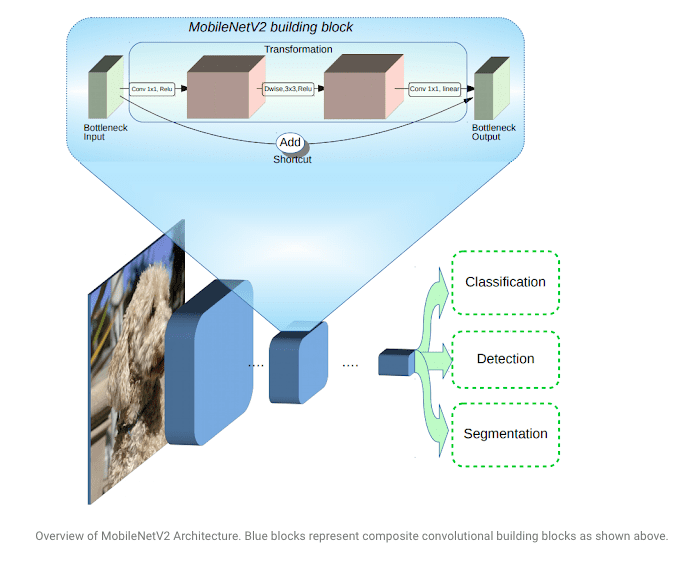 MobileNetV2 building block
Transformation
Conv 1x1, Relu
Dwise,3x3,Relu
Conv 1x1, linear
Bottleneck
Input
Add
Shortcut
Bottleneck
Output
....
....
Classification
Detection
Segmentation
Overview of MobileNetV2 Architecture. Blue blocks represent composite convolutional building blocks as shown above.